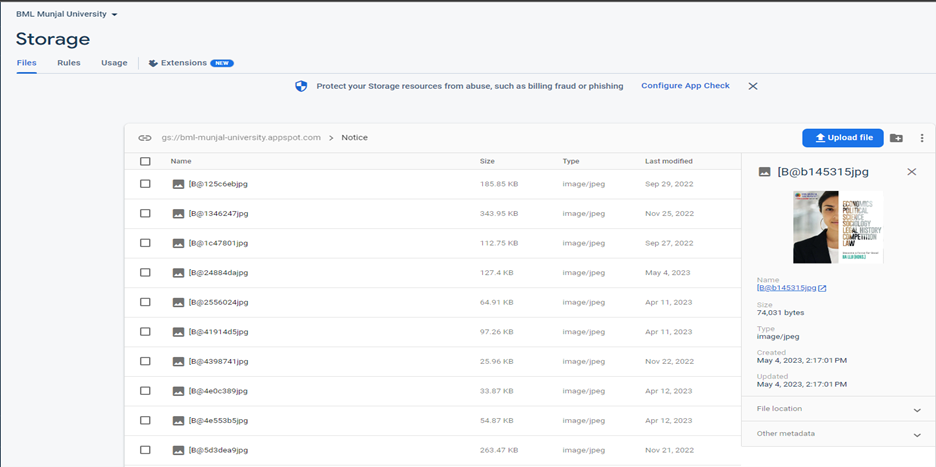 BML Munjal University
Storage
Files Rules Usage Extensions NEW
Protect your Storage resources from abuse, such as billing fraud or phishing Configure App Check
gs://bml-munjal-university.appspot.com > Notice Upload file
Name Size Type Last modified
[B@125c6ebjpg 185.85 KB image/jpeg Sep 29, 2022
[B@1346247jpg 343.95 KB image/jpeg Nov 25, 2022
[B@1c47801jpg 112.75 KB image/jpeg Sep 27, 2022
[B@24884dajpg 127.4 KB image/jpeg May 4, 2023
[B@2556024jpg 64.91 KB image/jpeg Apr 11, 2023
[B@41914d5jpg 97.26 KB image/jpeg Apr 11, 2023
[B@4398741jpg 25.96 KB image/jpeg Nov 22, 2022
[B@4e0c389jpg 33.87 KB image/jpeg Apr 12, 2023
[B@4e553b5jpg 54.87 KB image/jpeg Apr 12, 2023
[B@5d3dea9jpg 263.47 KB image/jpeg Nov 21, 2022
[B@b145315jpg
ECONOMICS
POLITICAL
SCIENCE
SOCIOLOGY
LEGAL HISTORY
COMPETITION
LAW
Name
[B@b145315jpg
Size
74,031 bytes
Type
image/jpeg
Created
May 4, 2023, 2:17:01 PM
Updated
May 4, 2023, 2:17:01 PM
File location
Other metadata